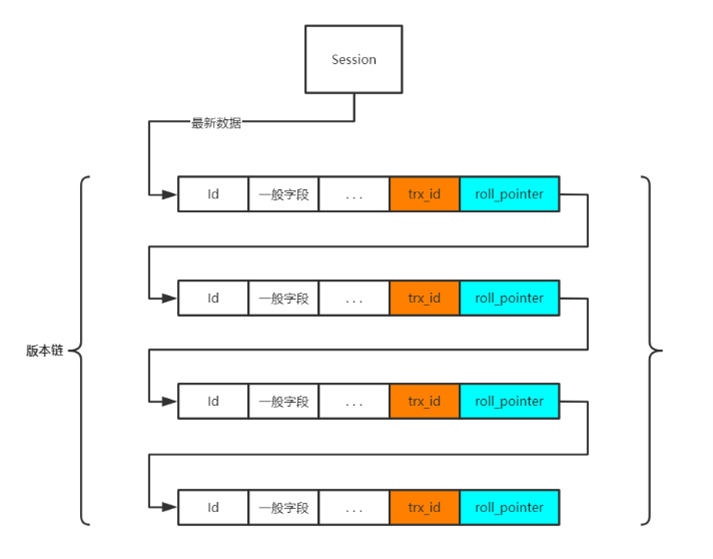 Session
最新数据
Id 一般字段 ... trx_id roll_pointer
Id 一般字段 ... trx_id roll_pointer
版本链
Id 一般字段 ... trx_id roll_pointer
Id 一般字段 ... trx_id roll_pointer